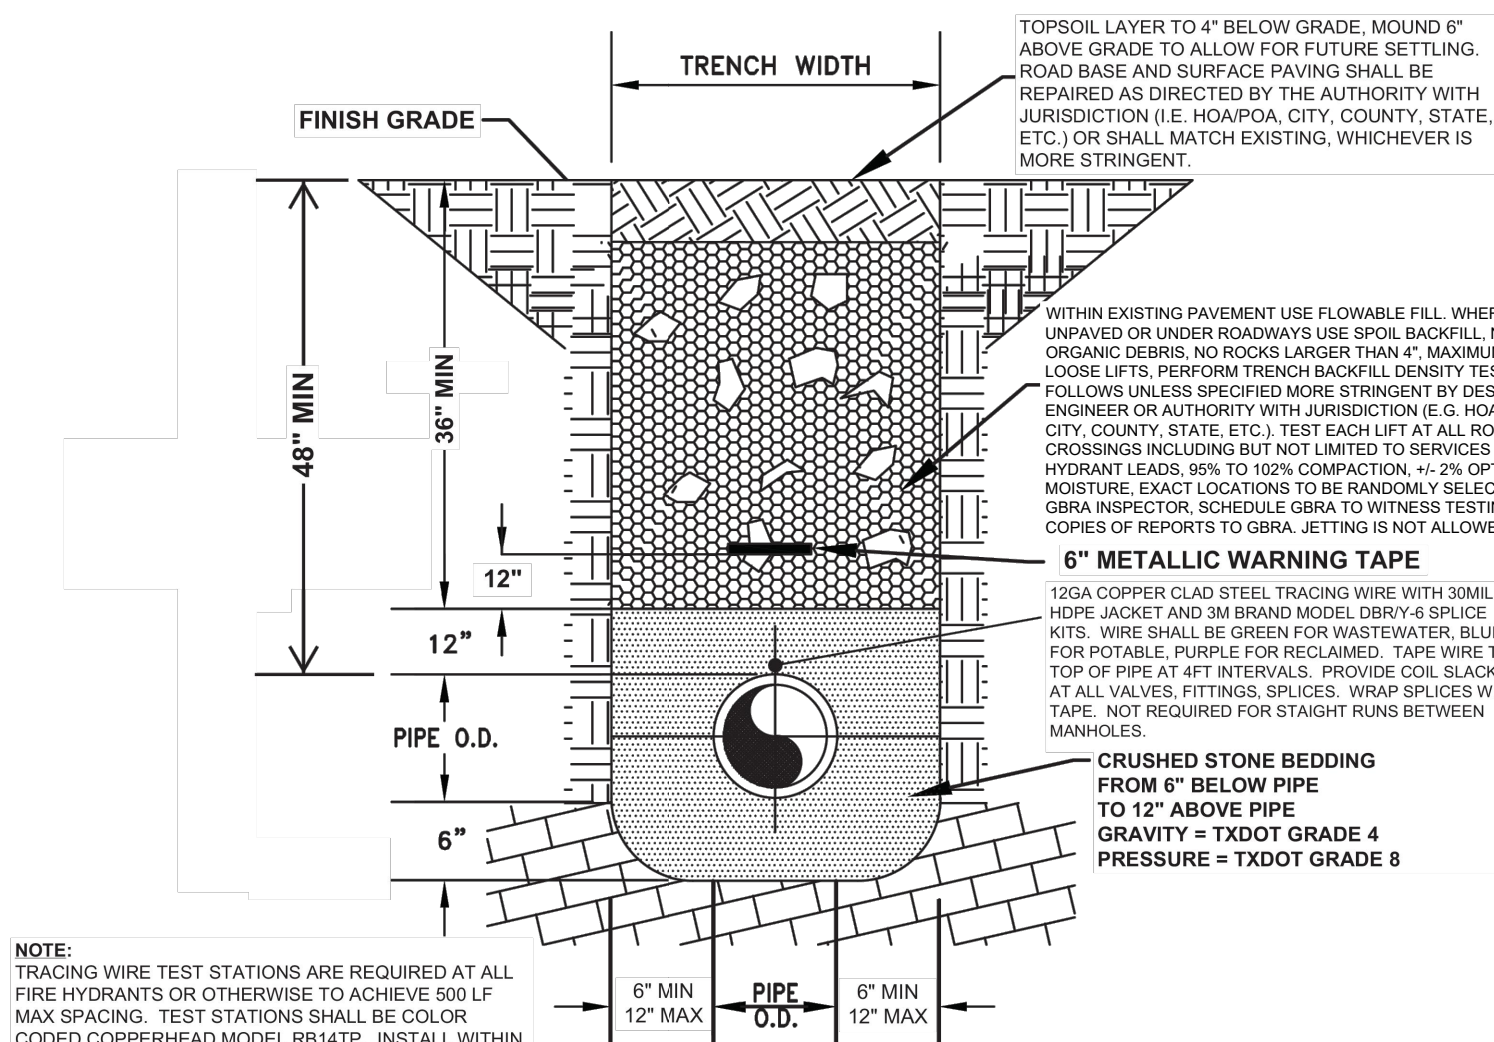 TRENCH WIDTH
FINISH GRADE
TOPSOIL LAYER TO 4" BELOW GRADE, MOUND 6"
ABOVE GRADE TO ALLOW FOR FUTURE SETTLING.
ROAD BASE AND SURFACE PAVING SHALL BE
REPAIRED AS DIRECTED BY THE AUTHORITY WITH
JURISDICTION (I.E. HOA/POA, CITY, COUNTY, STATE,
ETC.) OR SHALL MATCH EXISTING, WHICHEVER IS
MORE STRINGENT.
48" MIN
36" MIN
WITHIN EXISTING PAVEMENT USE FLOWABLE FILL. WHER
UNPAVED OR UNDER ROADWAYS USE SPOIL BACKFILL, N
ORGANIC DEBRIS, NO ROCKS LARGER THAN 4", MAXIMU
LOOSE LIFTS, PERFORM TRENCH BACKFILL DENSITY TES
FOLLOWS UNLESS SPECIFIED MORE STRINGENT BY DES
ENGINEER OR AUTHORITY WITH JURISDICTION (E.G. HOA
CITY, COUNTY, STATE, ETC.). TEST EACH LIFT AT ALL RO
CROSSINGS INCLUDING BUT NOT LIMITED TO SERVICES
HYDRANT LEADS, 95% TO 102% COMPACTION, +/- 2% OPT
MOISTURE, EXACT LOCATIONS TO BE RANDOMLY SELEC
GBRA INSPECTOR, SCHEDULE GBRA TO WITNESS TESTIN
COPIES OF REPORTS TO GBRA. JETTING IS NOT ALLOWE
6" METALLIC WARNING TAPE
12"
12GA COPPER CLAD STEEL TRACING WIRE WITH 30MIL
HDPE JACKET AND 3M BRAND MODEL DBR/Y-6 SPLICE
KITS. WIRE SHALL BE GREEN FOR WASTEWATER, BLU
FOR POTABLE, PURPLE FOR RECLAIMED. TAPE WIRE T
TOP OF PIPE AT 4FT INTERVALS. PROVIDE COIL SLACK
AT ALL VALVES, FITTINGS, SPLICES. WRAP SPLICES W
TAPE. NOT REQUIRED FOR STAIGHT RUNS BETWEEN
MANHOLES.
12”
PIPE O.D.
CRUSHED STONE BEDDING
FROM 6" BELOW PIPE
TO 12" ABOVE PIPE
GRAVITY = TXDOT GRADE 4
PRESSURE = TXDOT GRADE 8
6”
NOTE:
TRACING WIRE TEST STATIONS ARE REQUIRED AT ALL
FIRE HYDRANTS OR OTHERWISE TO ACHIEVE 500 LF
MAX SPACING. TEST STATIONS SHALL BE COLOR
CODED COPPERHEAD MODEL RB14TP. INSTALL WITHIN
6" MIN
12" MAX
PIPE
O.D.
6" MIN
12" MAX